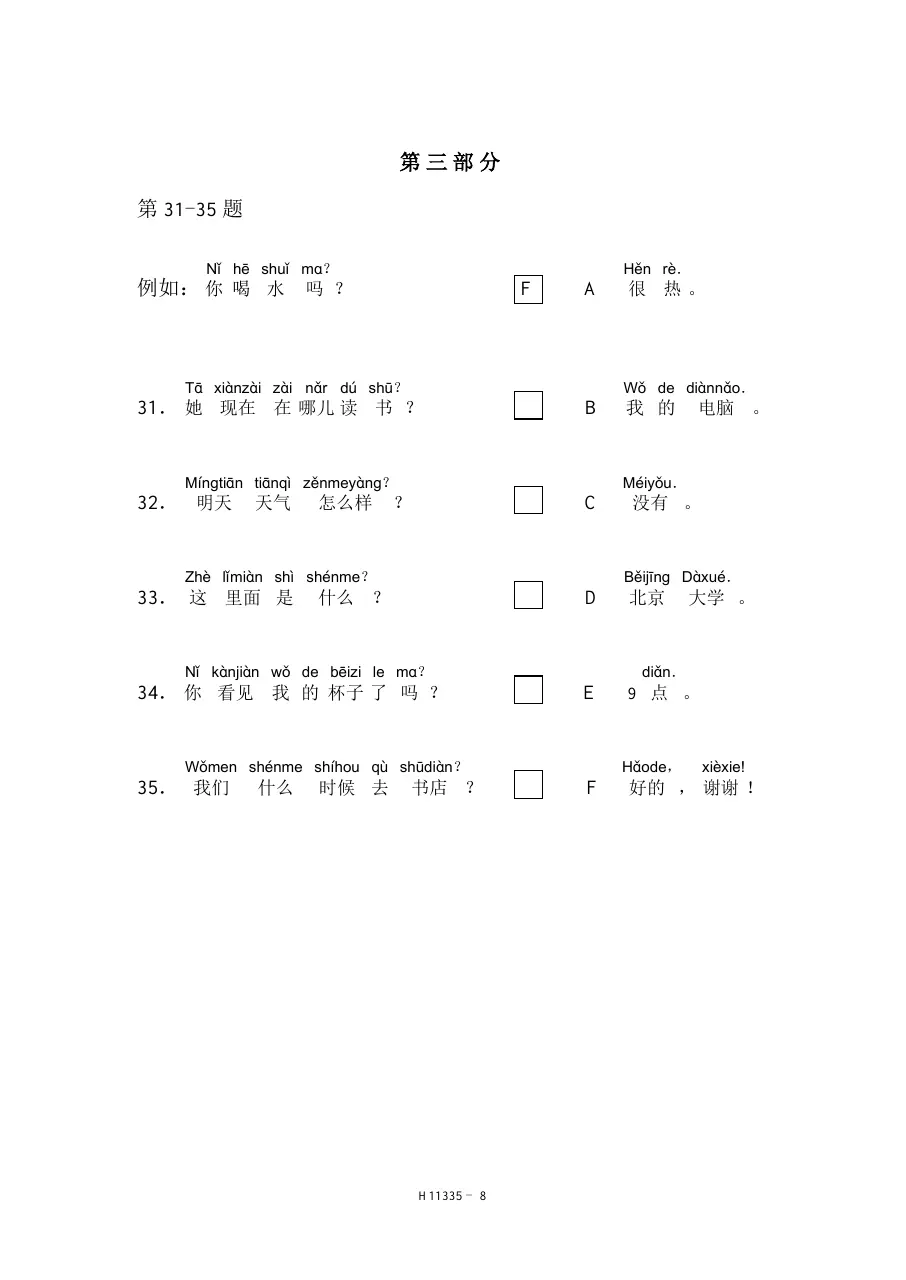 第三部分
第 31-35 题
Nǐ hē shuǐ ma?    Hěn rè.
例如： 你 喝 水 吗 ？ F A 很 热 。
Tā xiànzài zài nǎr dú shū?    Wǒ de diànnǎo.
31． 她 现在 在 哪儿 读 书 ？ B 我 的 电脑 。
Míngtiān tiānqì zěnmeyàng?    Méiyǒu.
32． 明天 天气 怎么样 ？ C 没有 。
Zhè lǐmiàn shì shénme?    Běijīng Dàxué.
33． 这 里面 是 什么 ？ D 北京 大学 。
Nǐ kànjiàn wǒ de bēizi le ma?    diǎn.
34． 你 看见 我 的 杯子 了 吗 ？ E 9 点 。
Wǒmen shénme shíhou qù shūdiàn?    Hǎode， xièxie!
35． 我们 什么 时候 去 书店 ？ F 好的 ， 谢谢 ！
H11335－ 8